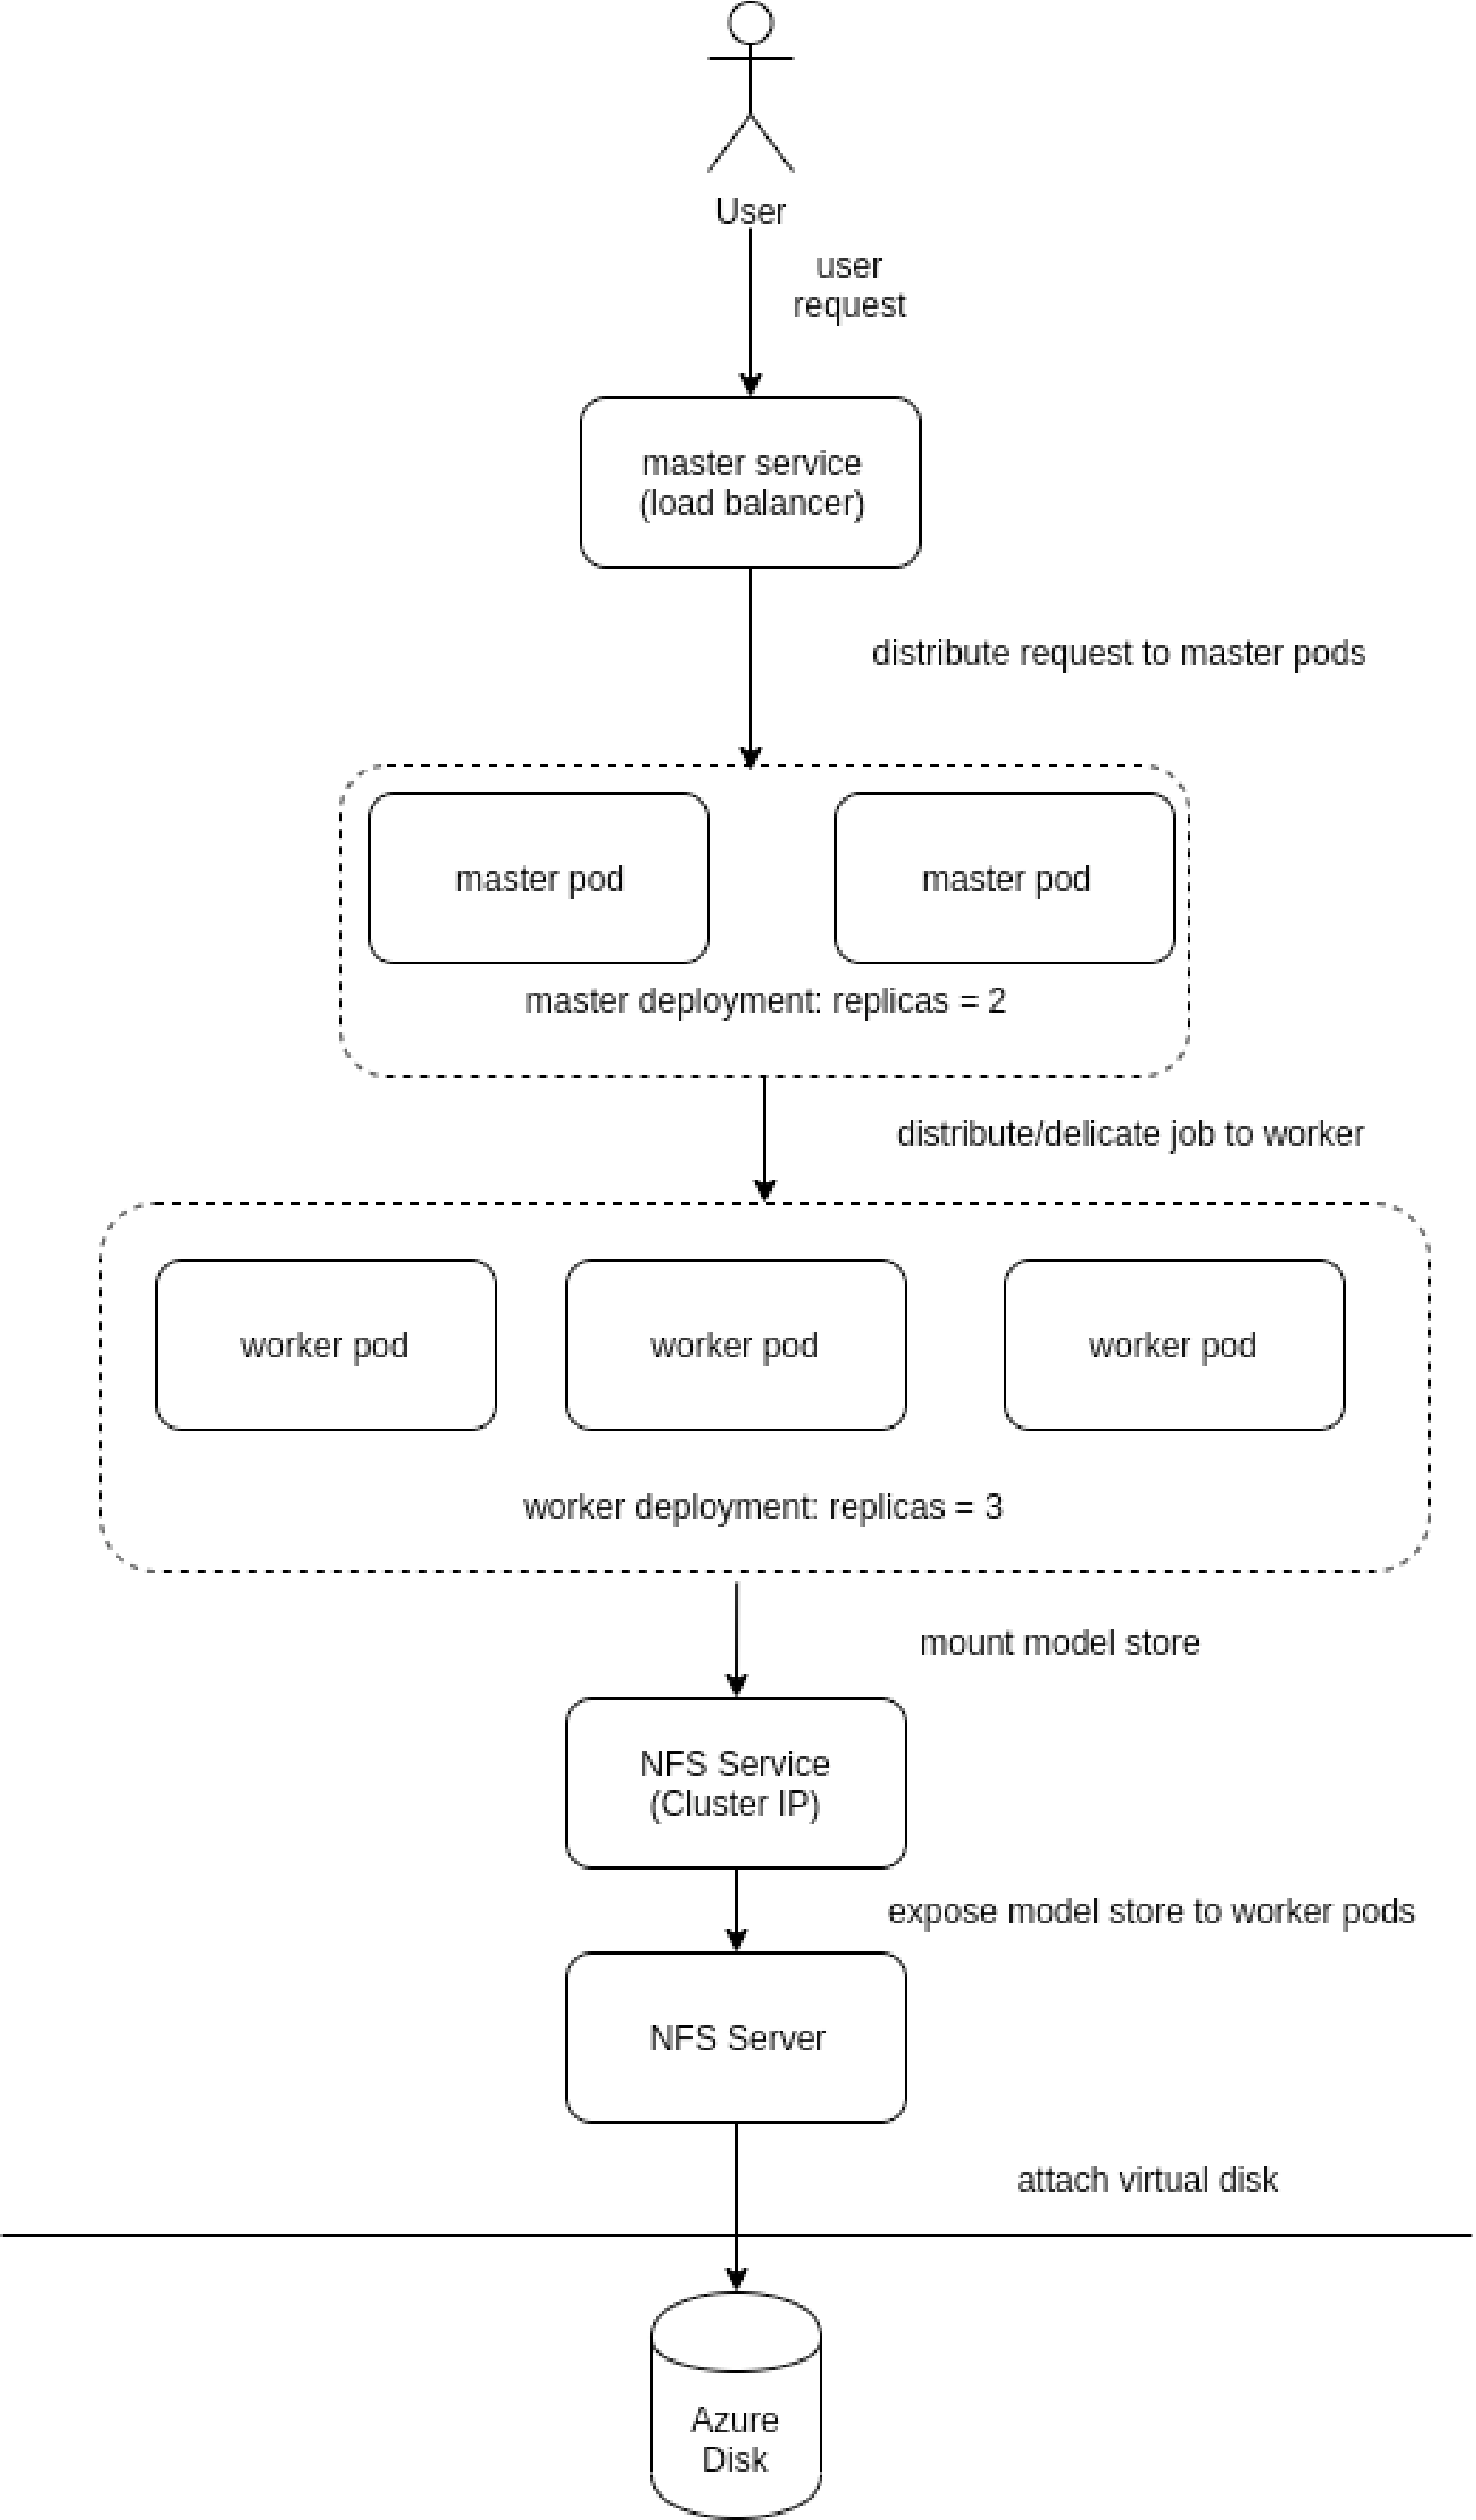 User
user
request
master service
(load balancer)
distribute request to master pods
master pod
master pod
master deployment: replicas = 2
distribute/delicate job to worker
worker pod
worker pod
worker pod
worker deployment: replicas = 3
mount model store
NFS Service
(Cluster IP)
expose model store to worker pods
NFS Server
attach virtual disk
Azure
Disk